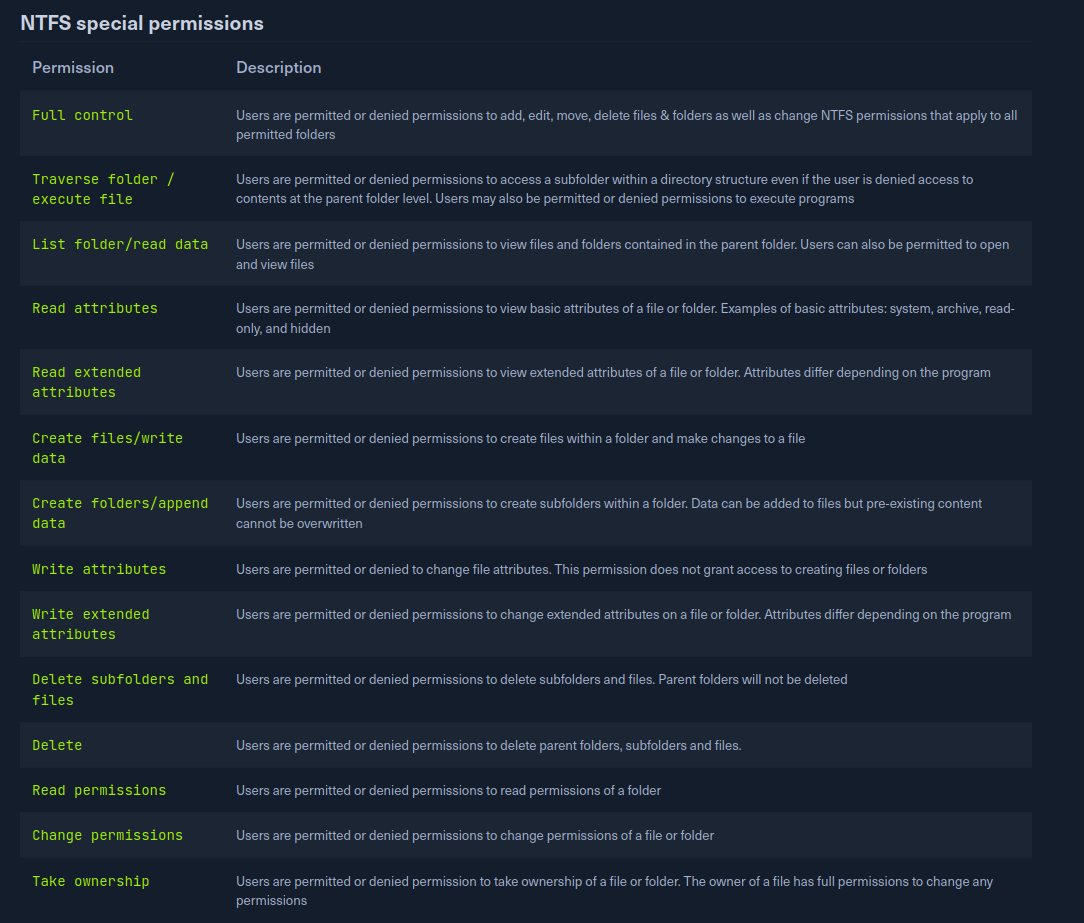 NTFS special permissions
Permission Description
Full control Users are permitted or denied permissions to add, edit, move, delete files & folders as well as change NTFS permissions that apply to all
permitted folders
Traverse folder / Users are permitted or denied permissions to access a subfolder within a directory structure even if the user is denied access to
execute file contents at the parent folder level. Users may also be permitted or denied permissions to execute programs
List folder/read data Users are permitted or denied permissions to view files and folders contained in the parent folder. Users can also be permitted to open
and view files
Read attributes Users are permitted or denied permissions to view basic attributes of a file or folder. Examples of basic attributes: system, archive, read-
only, and hidden
Read extended Users are permitted or denied permissions to view extended attributes of a file or folder. Attributes differ depending on the program
attributes
Create files/write Users are permitted or denied permissions to create files within a folder and make changes to a file
data
Create folders/append Users are permitted or denied permissions to create subfolders within a folder. Data can be added to files but pre-existing content
data cannot be overwritten
Write attributes Users are permitted or denied to change file attributes. This permission does not grant access to creating files or folders
Write extended Users are permitted or denied permissions to change extended attributes on a file or folder. Attributes differ depending on the program
attributes
Delete subfolders and Users are permitted or denied permissions to delete subfolders and files. Parent folders will not be deleted
files
Delete Users are permitted or denied permissions to delete parent folders, subfolders and files.
Read permissions Users are permitted or denied permissions to read permissions of a folder
Change permissions Users are permitted or denied permissions to change permissions of a file or folder
Take ownership Users are permitted or denied permission to take ownership of a file or folder. The owner of a file has full permissions to change any
permissions